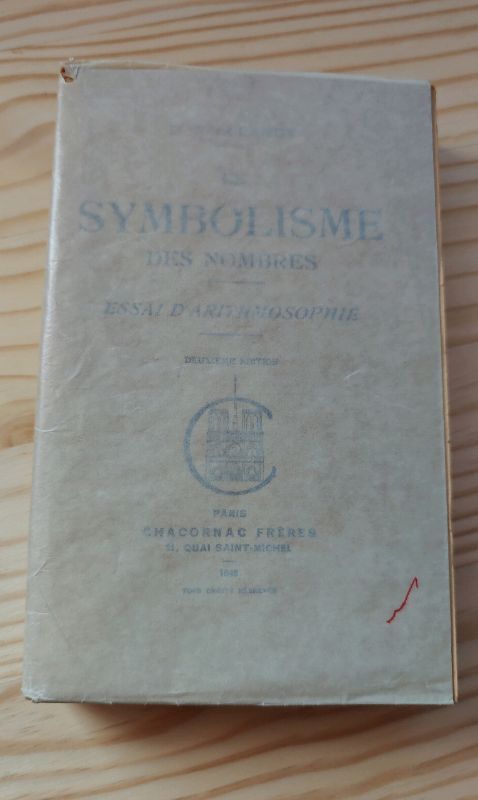 LE
SYMBOLISME
DES NOMBRES
ESSAI D'ARITHMOSOPHIE
DEUXIÈME ÉDITION
PARIS
CHACORNAC FRÈRES
11, QUAI SAINT-MICHEL
1948
TOUS DROITS RÉSERVÉS